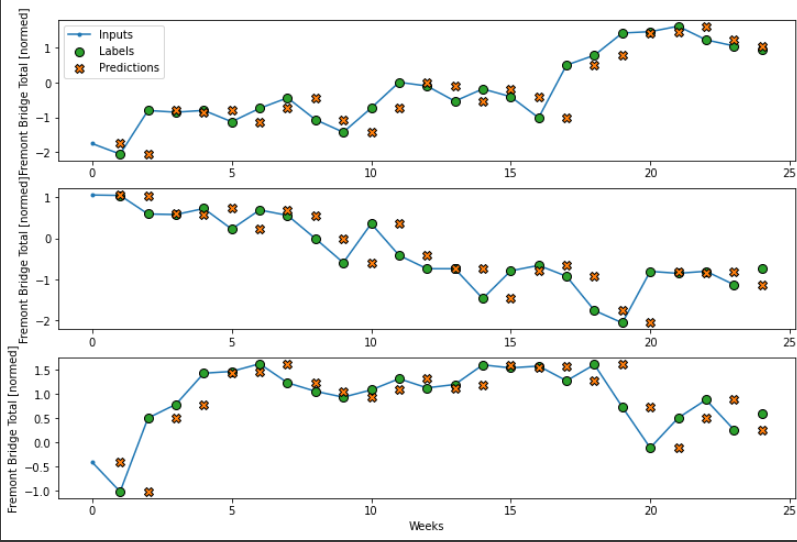 Fremont Bridge Total [normed]
Inputs
Labels
Predictions
1
0
−1
−2
0 5 10 15 20 25
Fremont Bridge Total [normed]
1
0
−1
−2
0 5 10 15 20 25
Fremont Bridge Total [normed]
1.5
1.0
0.5
0.0
−0.5
−1.0
0 5 10 15 20 25
Weeks